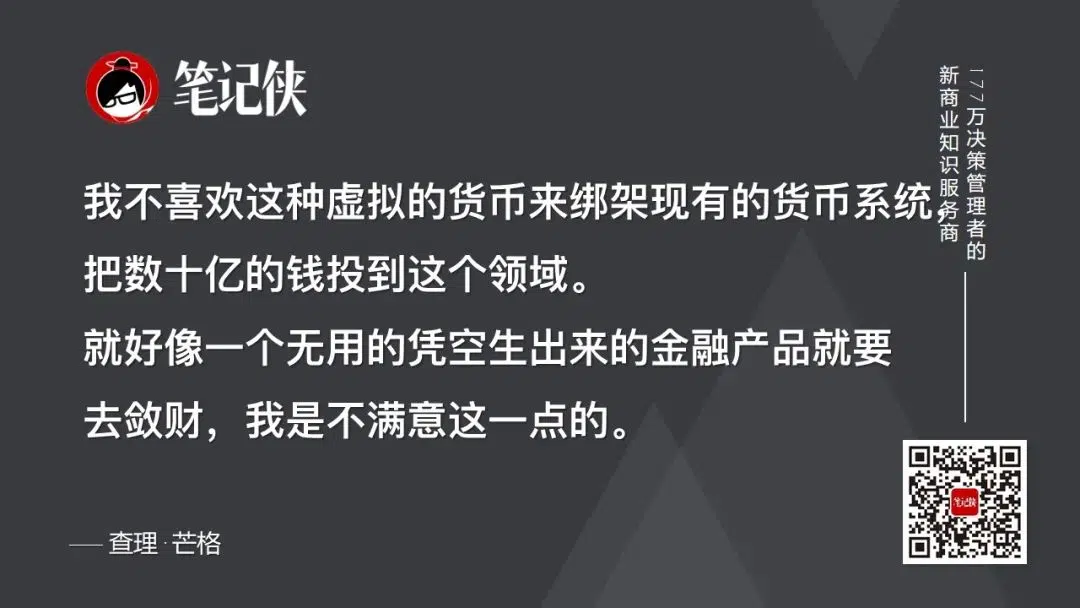 笔记侠
177万决策管理者的
新商业知识服务商
我不喜欢这种虚拟的货币来绑架现有的货币系统，
把数十亿的钱投到这个领域。
就好像一个无用的凭空生出来的金融产品就要
去敛财，我是不满意这一点的。
笔记侠
—— 查理·芒格